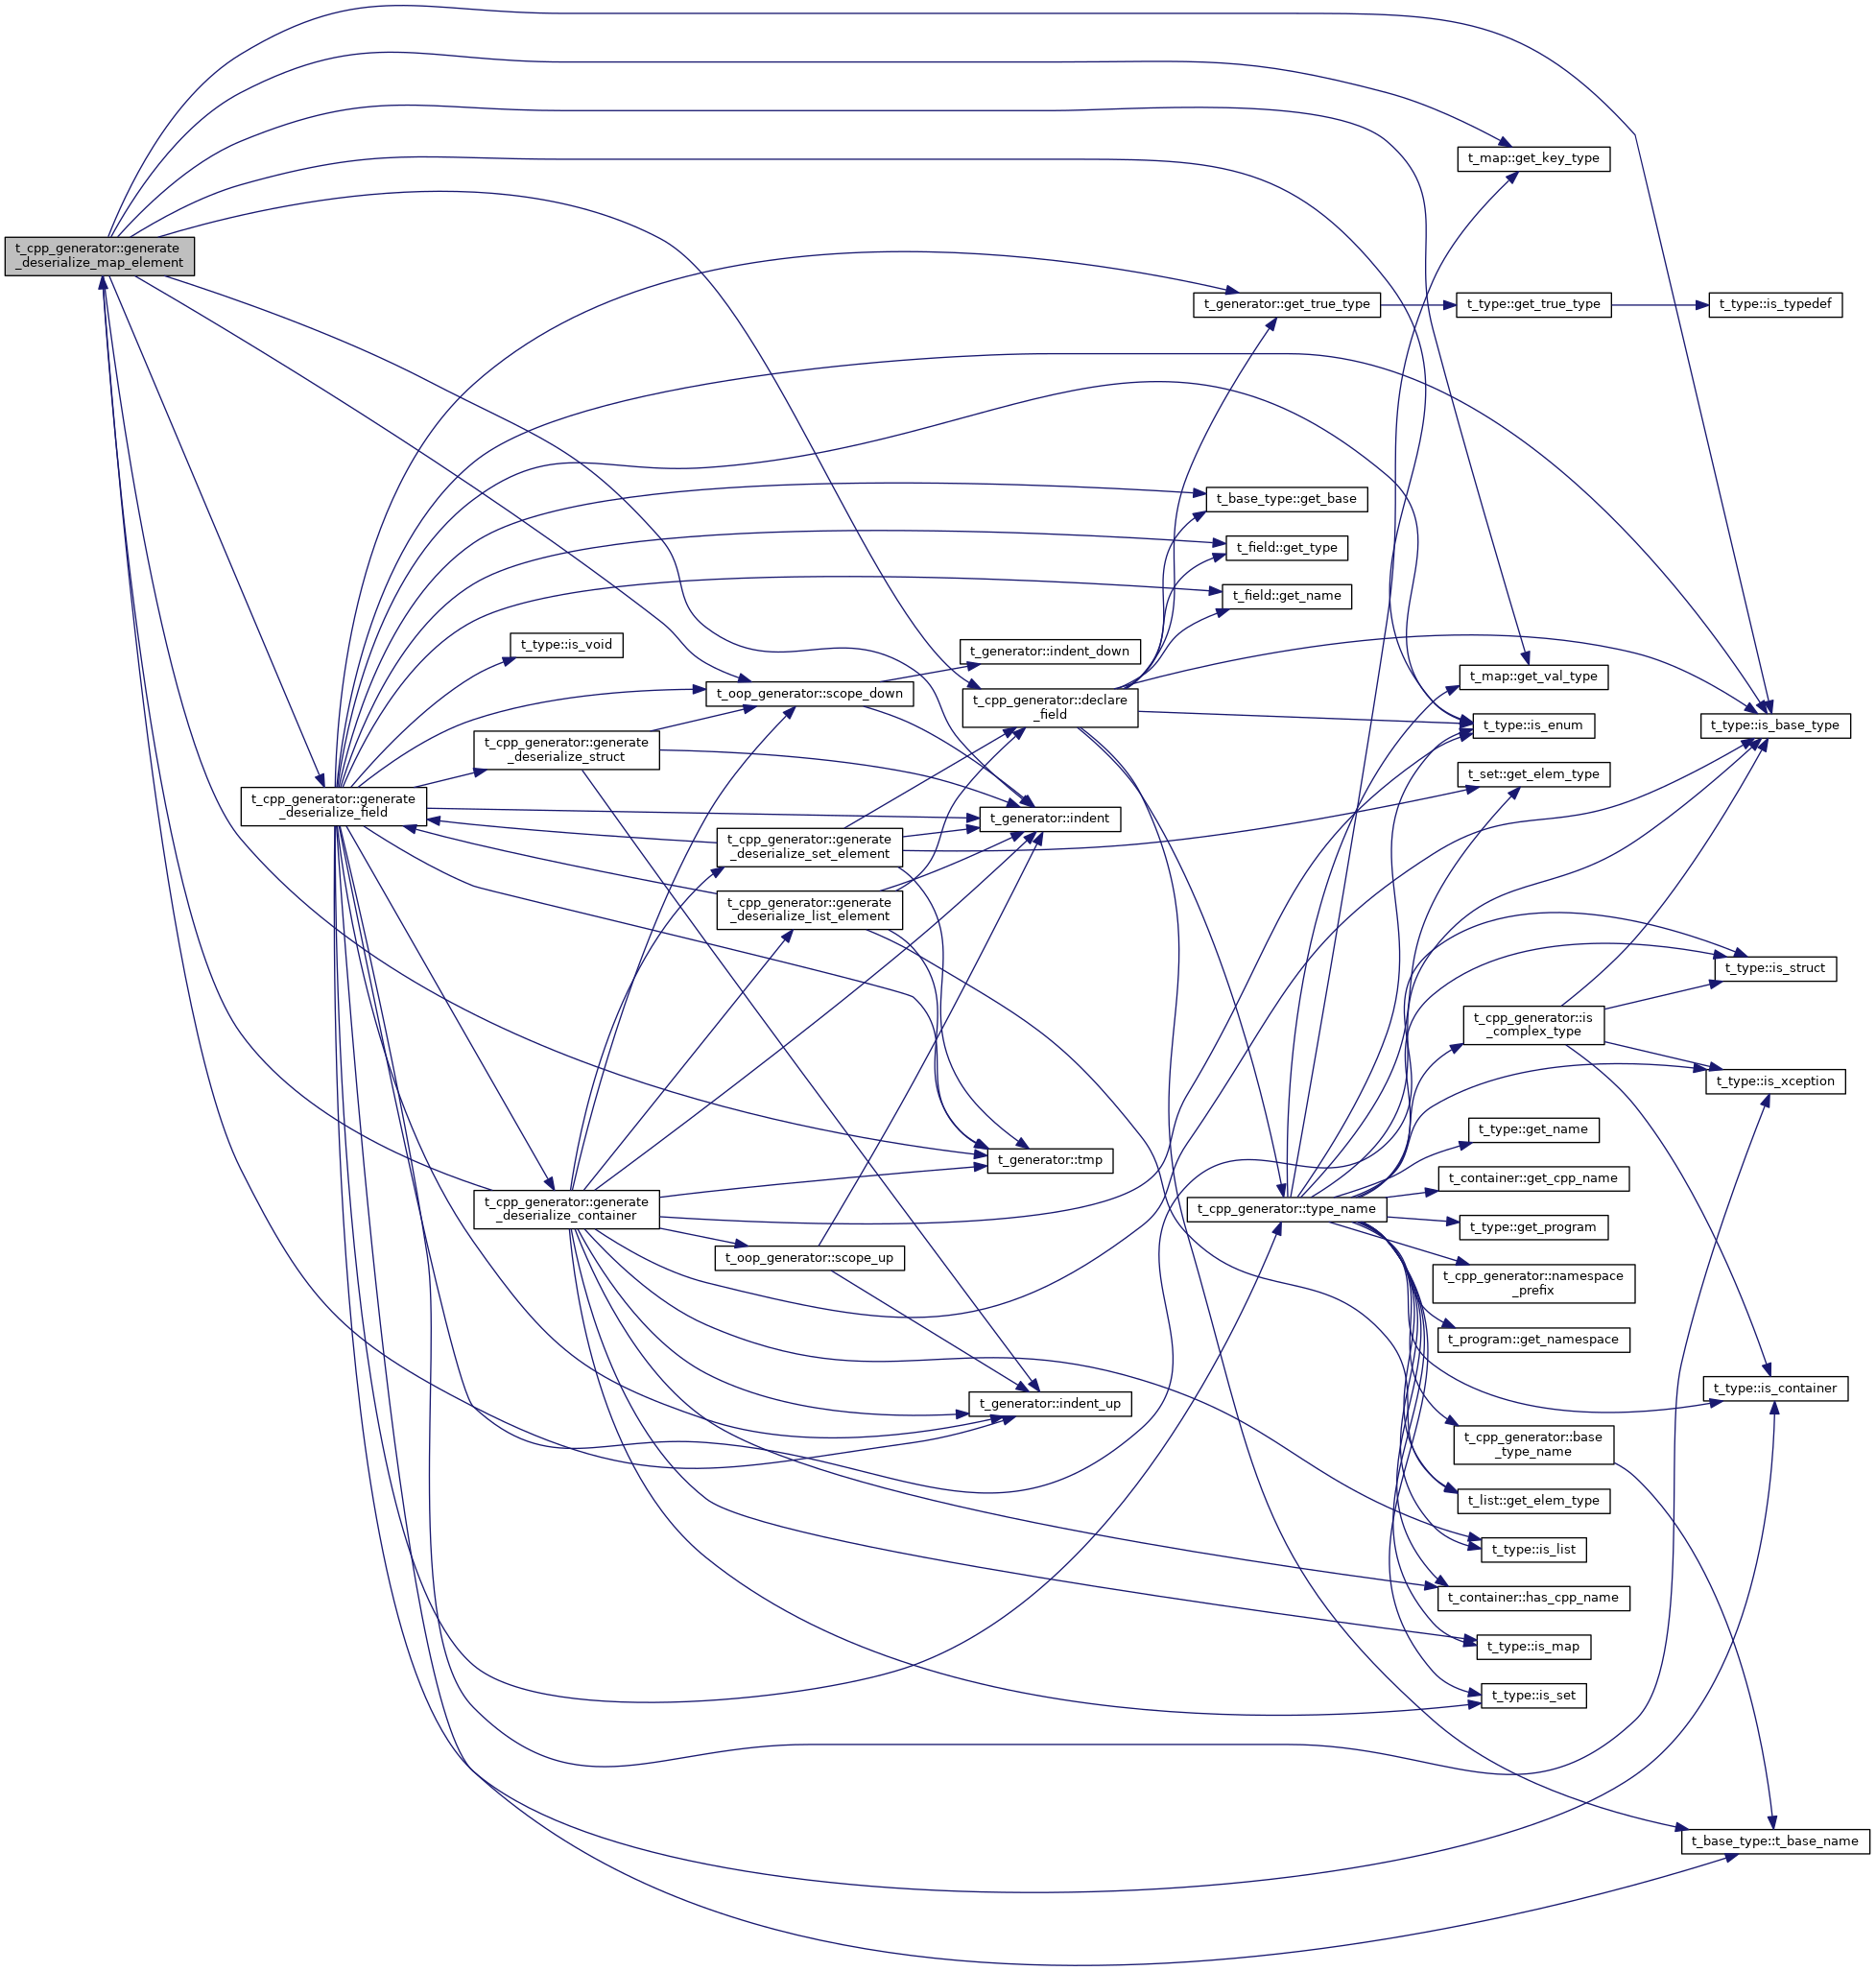 t_cpp_generator::generate
_deserialize_map_element
t_map::get_key_type
t_generator::get_true_type
t_type::get_true_type
t_type::is_typedef
t_base_type::get_base
t_field::get_type
t_field::get_name
t_type::is_void
t_generator::indent_down
t_map::get_val_type
t_oop_generator::scope_down
t_cpp_generator::declare
_field
t_type::is_enum
t_type::is_base_type
t_cpp_generator::generate
_deserialize_struct
t_set::get_elem_type
t_cpp_generator::generate
_deserialize_field
t_generator::indent
t_cpp_generator::generate
_deserialize_set_element
t_cpp_generator::generate
_deserialize_list_element
t_type::is_struct
t_cpp_generator::is
_complex_type
t_type::is_xception
t_type::get_name
t_generator::tmp
t_container::get_cpp_name
t_cpp_generator::generate
_deserialize_container
t_cpp_generator::type_name
t_type::get_program
t_oop_generator::scope_up
t_cpp_generator::namespace
_prefix
t_program::get_namespace
t_type::is_container
t_generator::indent_up
t_cpp_generator::base
_type_name
t_list::get_elem_type
t_type::is_list
t_container::has_cpp_name
t_type::is_map
t_type::is_set
t_base_type::t_base_name